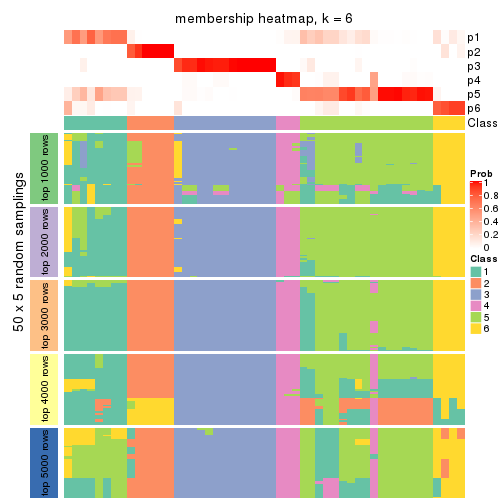 membership heatmap, k = 6
p1
p2
p3
p4
p5
p6
Class
50 x 5 random samplings
top 1000 rows
top 2000 rows
top 3000 rows
top 4000 rows
top 5000 rows
Prob
1
0.8
0.6
0.4
0.2
0
Class
1
2
3
4
5
6